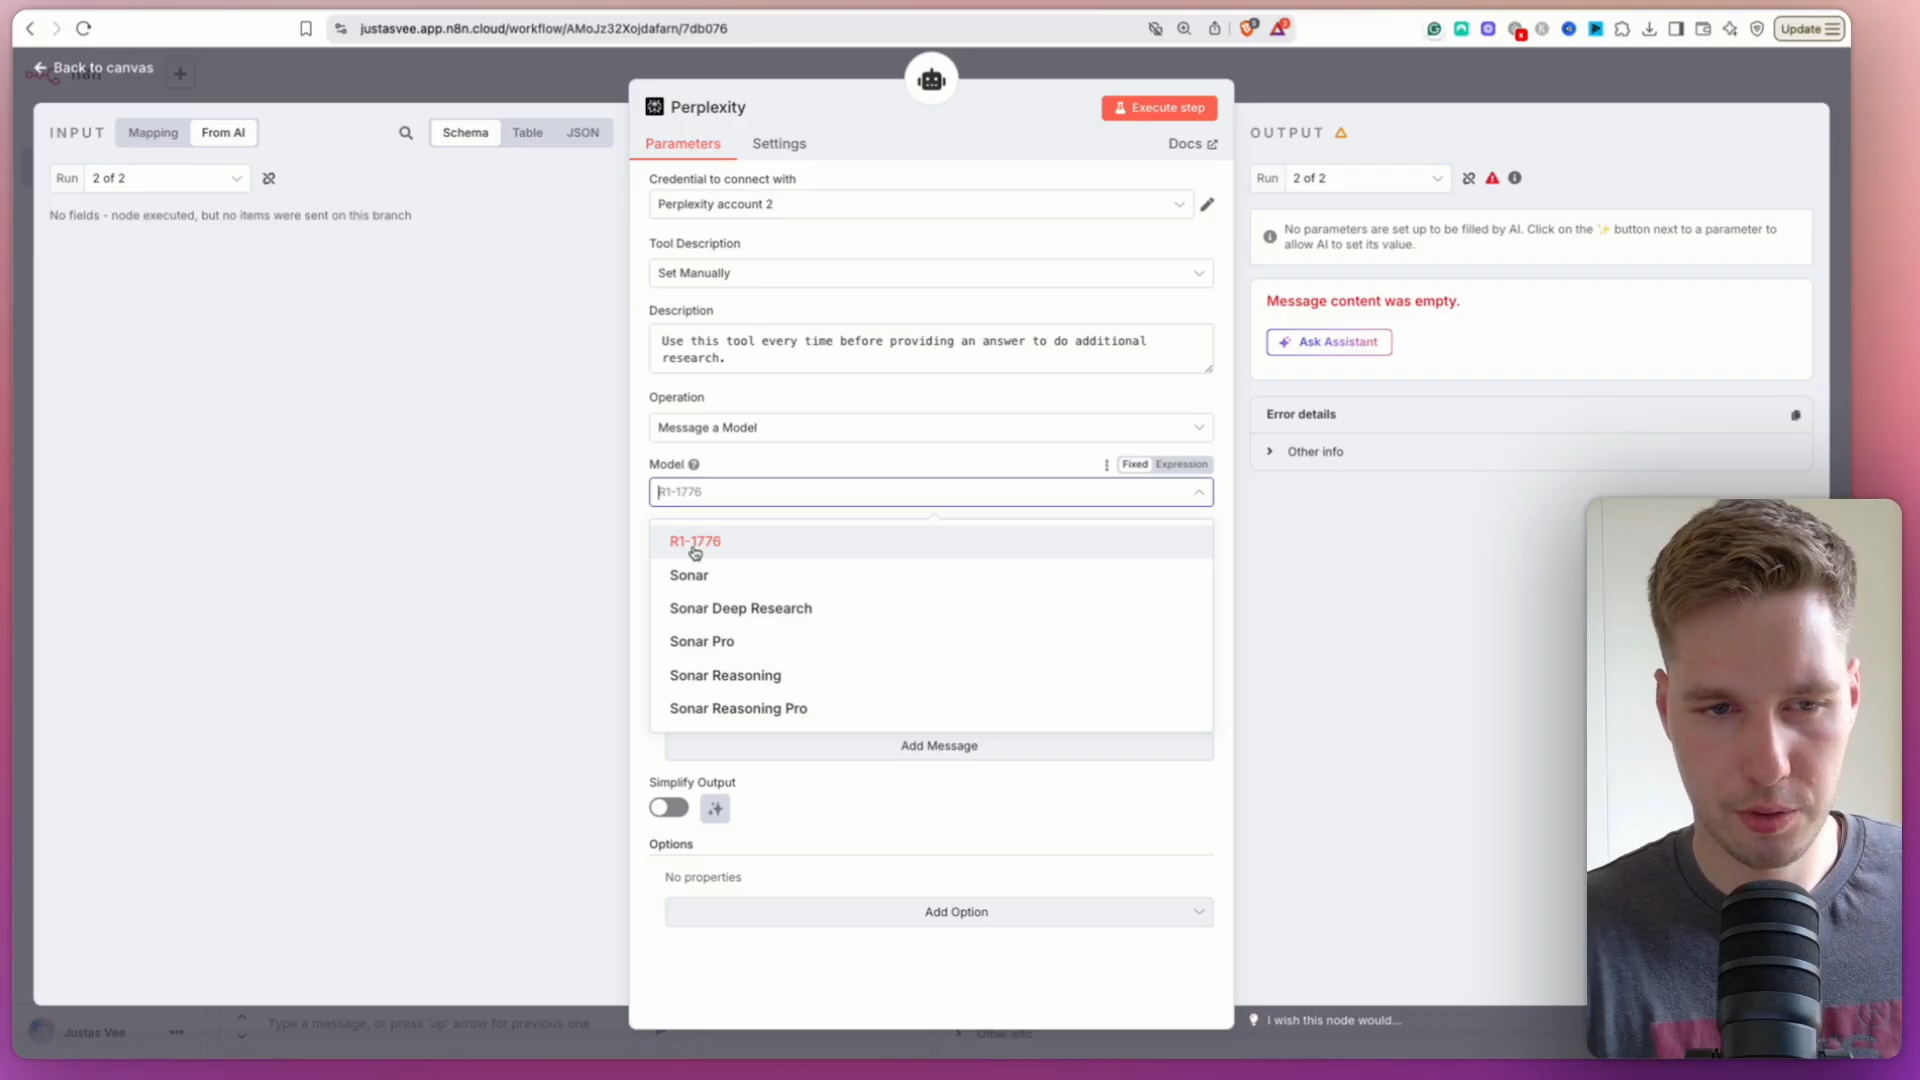 justasvee.app.n8n.cloud/workflow/AMoJz32Xojdafarn/7db076
Update
Back to canvas
INPUT
Mapping
From AI
Schema
Table
JSON
Run
2 of 2
No fields - node executed, but no items were sent on this branch
Perplexity
Execute step
Parameters
Settings
Docs
Credential to connect with
Perplexity account 2
Tool Description
Set Manually
Description
Use this tool every time before providing an answer to do additional
research.
Operation
Message a Model
Model
Fixed
Expression
R1-1776
R1-1776
Sonar
Sonar Deep Research
Sonar Pro
Sonar Reasoning
Sonar Reasoning Pro
Add Message
Simplify Output
Options
No properties
Add Option
OUTPUT
Run
2 of 2
No parameters are set up to be filled by AI. Click on the ✨ button next to a parameter to
allow AI to set its value.
Message content was empty.
Ask Assistant
Error details
Other info
I wish this node would...
Justas Vee
Type a message, or press 'up' arrow for previous one
Other info